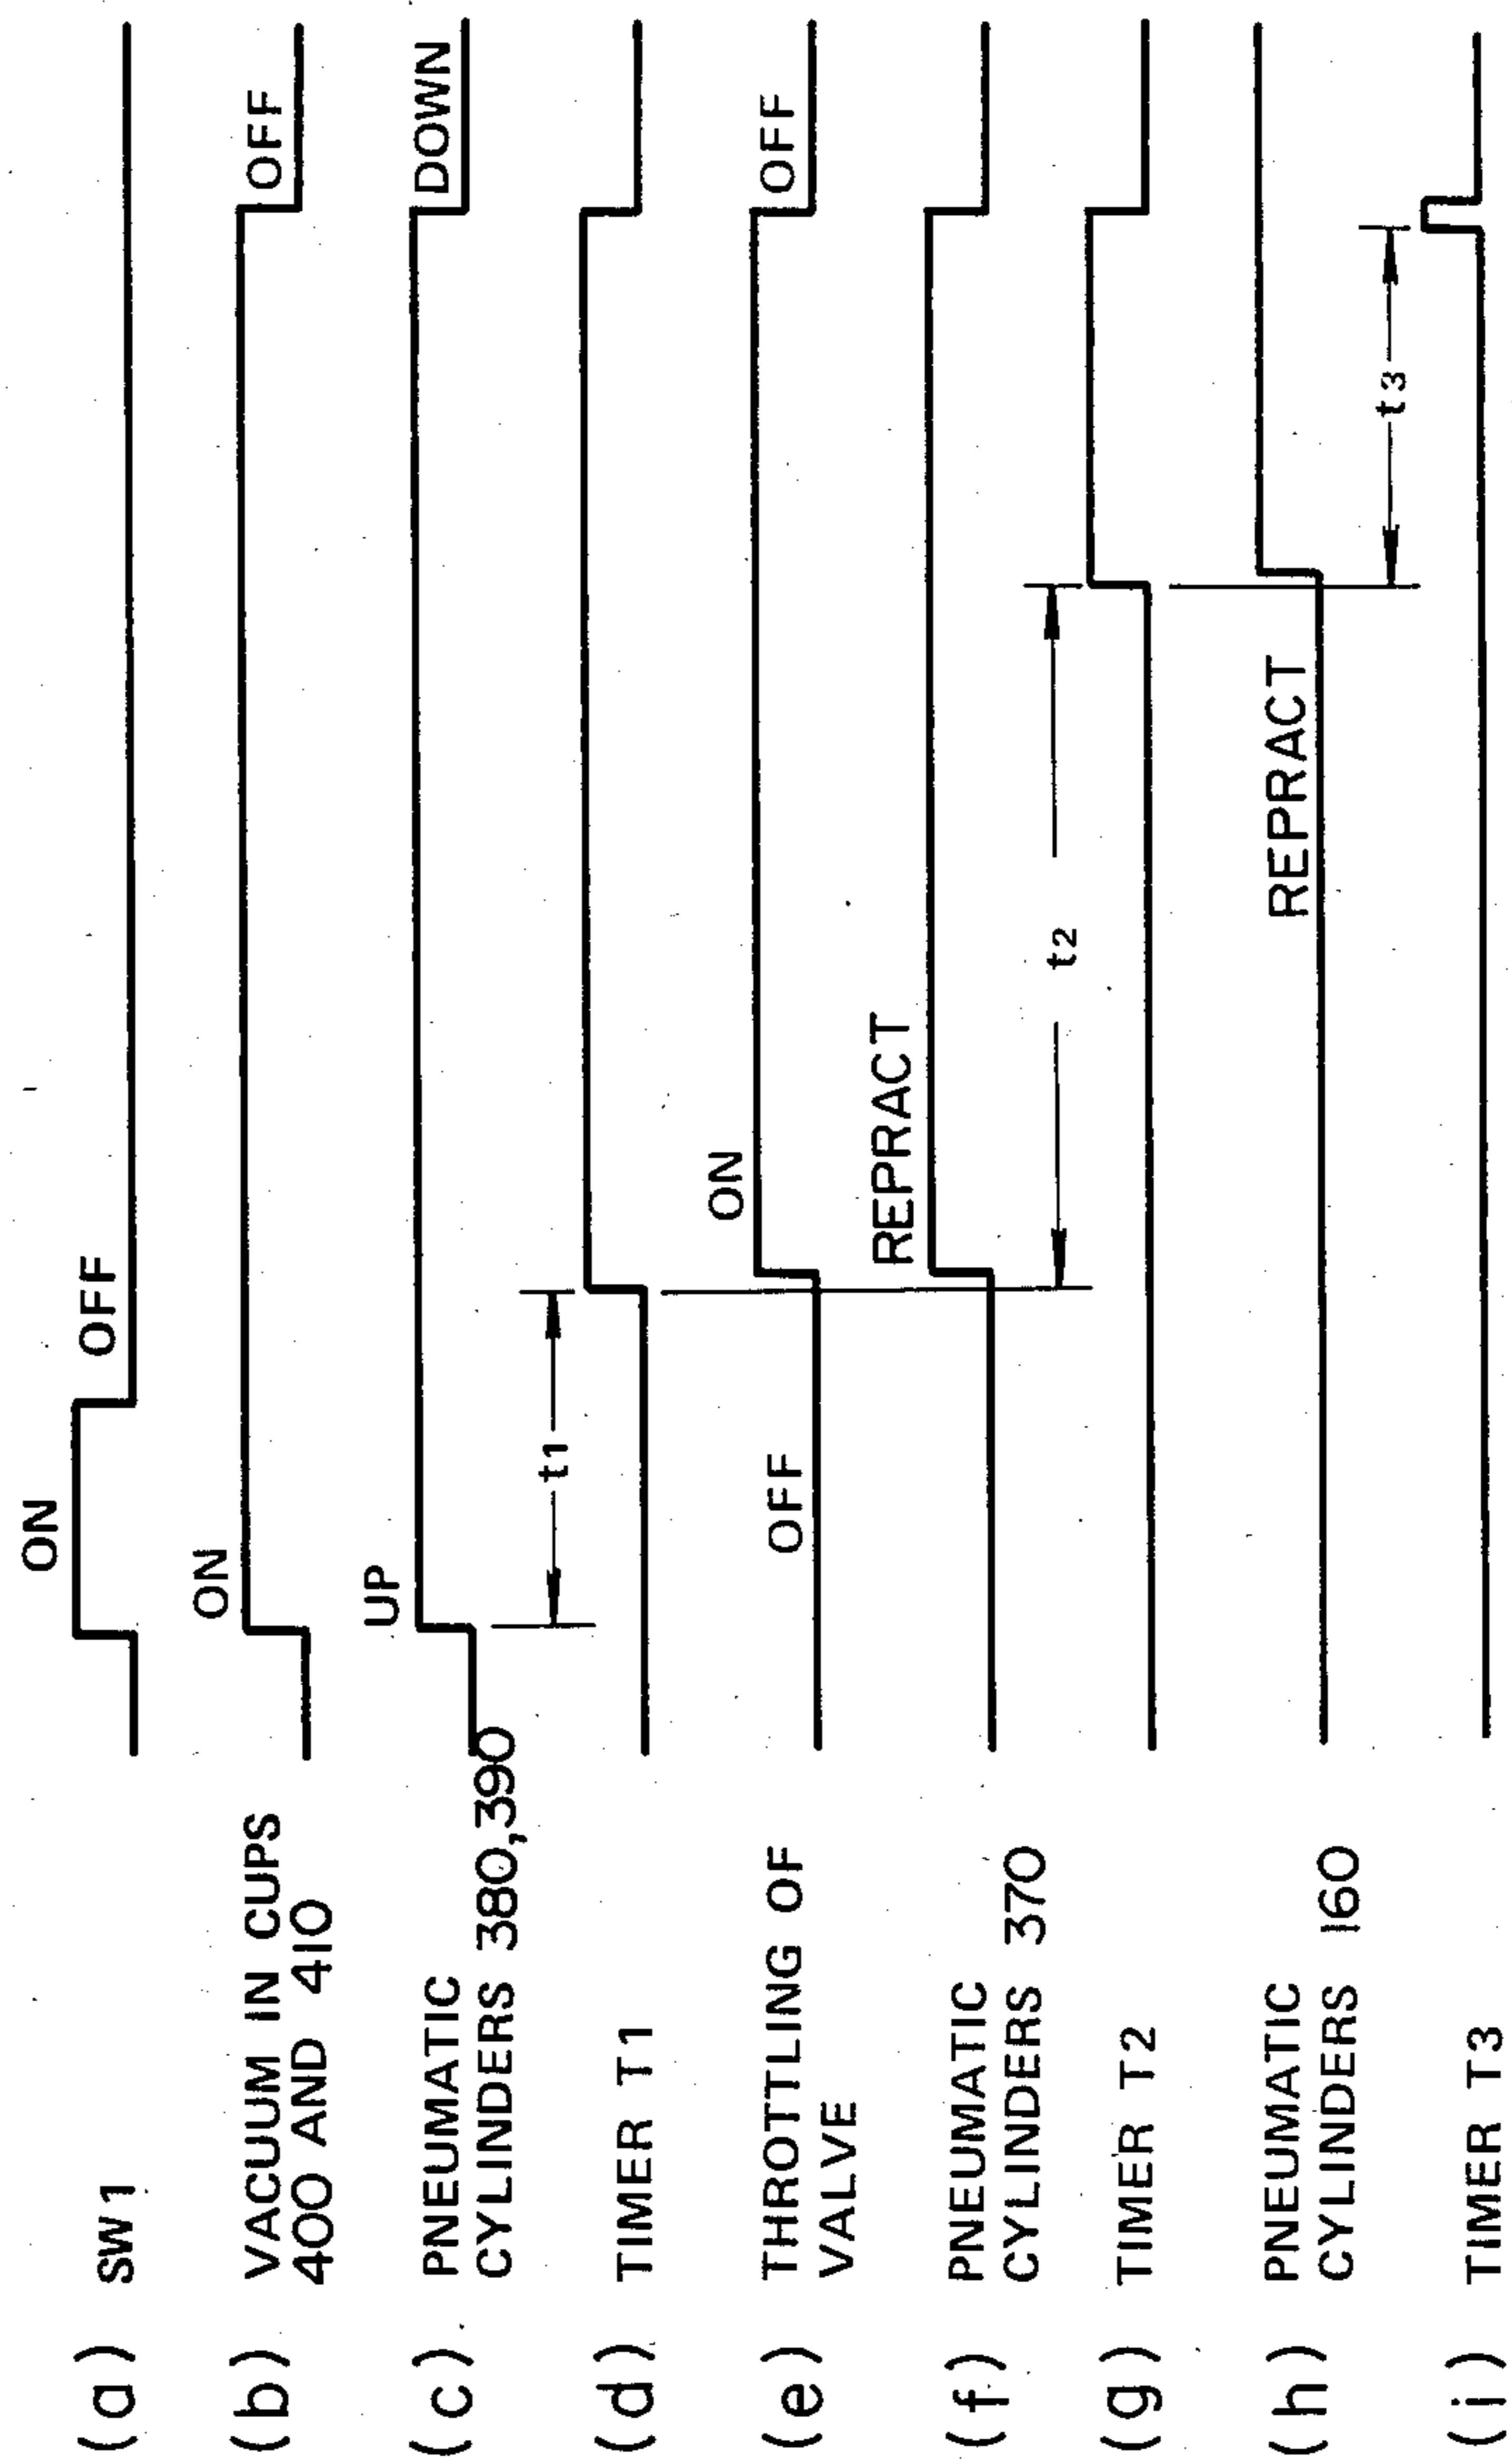 (a) SW1
ON
OFF
(b) VACUUM IN CUPS
400 AND 410
ON
OFF
(c) PNEUMATIC
CYLINDERS 380,390
UP
DOWN
t1
(d) TIMER T1
(e) THROTTLING OF
VALVE
OFF
ON
OFF
(f) PNEUMATIC
CYLINDERS 370
REPRACT
t2
(g) TIMER T2
(h) PNEUMATIC
CYLINDERS 160
REPRACT
t3
(i) TIMER T3